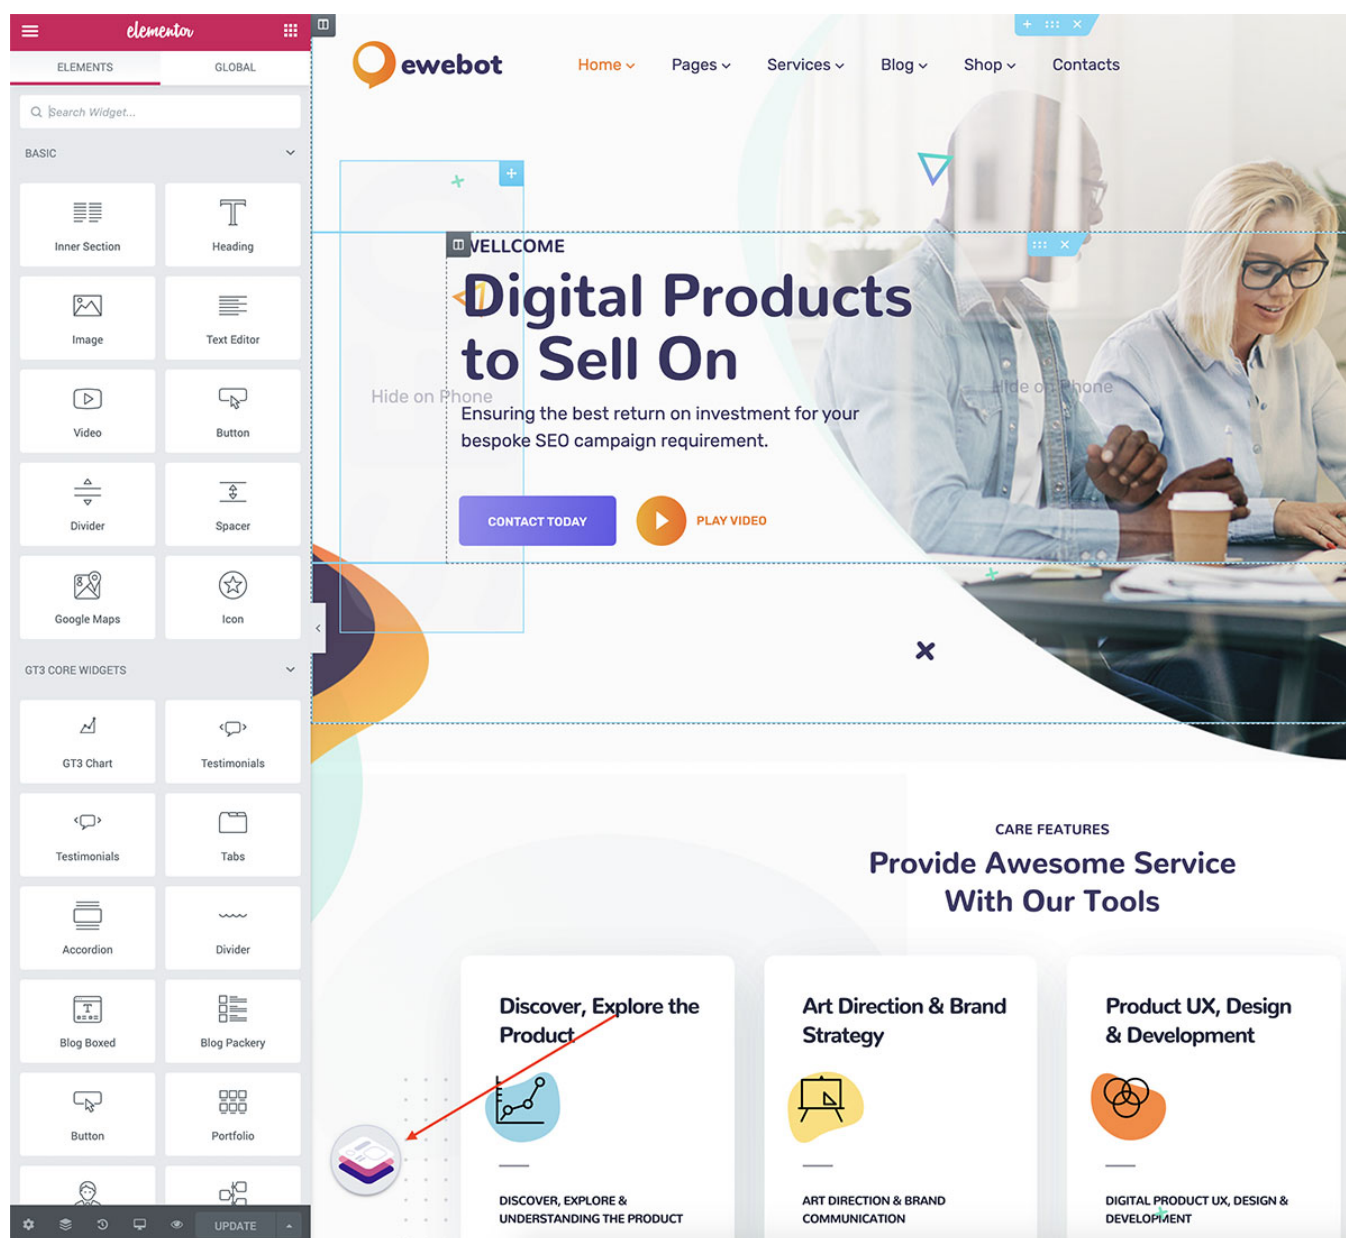 elementor
ELEMENTS
GLOBAL
Search Widget...
BASIC
Inner Section
Heading
Image
Text Editor
Video
Button
Divider
Spacer
Google Maps
Icon
GT3 CORE WIDGETS
GT3 Chart
Testimonials
Testimonials
Tabs
Accordion
Divider
Blog Boxed
Blog Packery
Button
Portfolio
UPDATE
ewebot
Home
Pages
Services
Blog
Shop
Contacts
WELLCOME
Digital Products
to Sell On
Hide on Phone
Hide on Phone
Ensuring the best return on investment for your
bespoke SEO campaign requirement.
CONTACT TODAY
PLAY VIDEO
CARE FEATURES
Provide Awesome Service
With Our Tools
Discover, Explore the
Product
DISCOVER, EXPLORE &
UNDERSTANDING THE PRODUCT
Art Direction & Brand
Strategy
ART DIRECTION & BRAND
COMMUNICATION
Product UX, Design
& Development
DIGITAL PRODUCT UX, DESIGN &
DEVELOPMENT